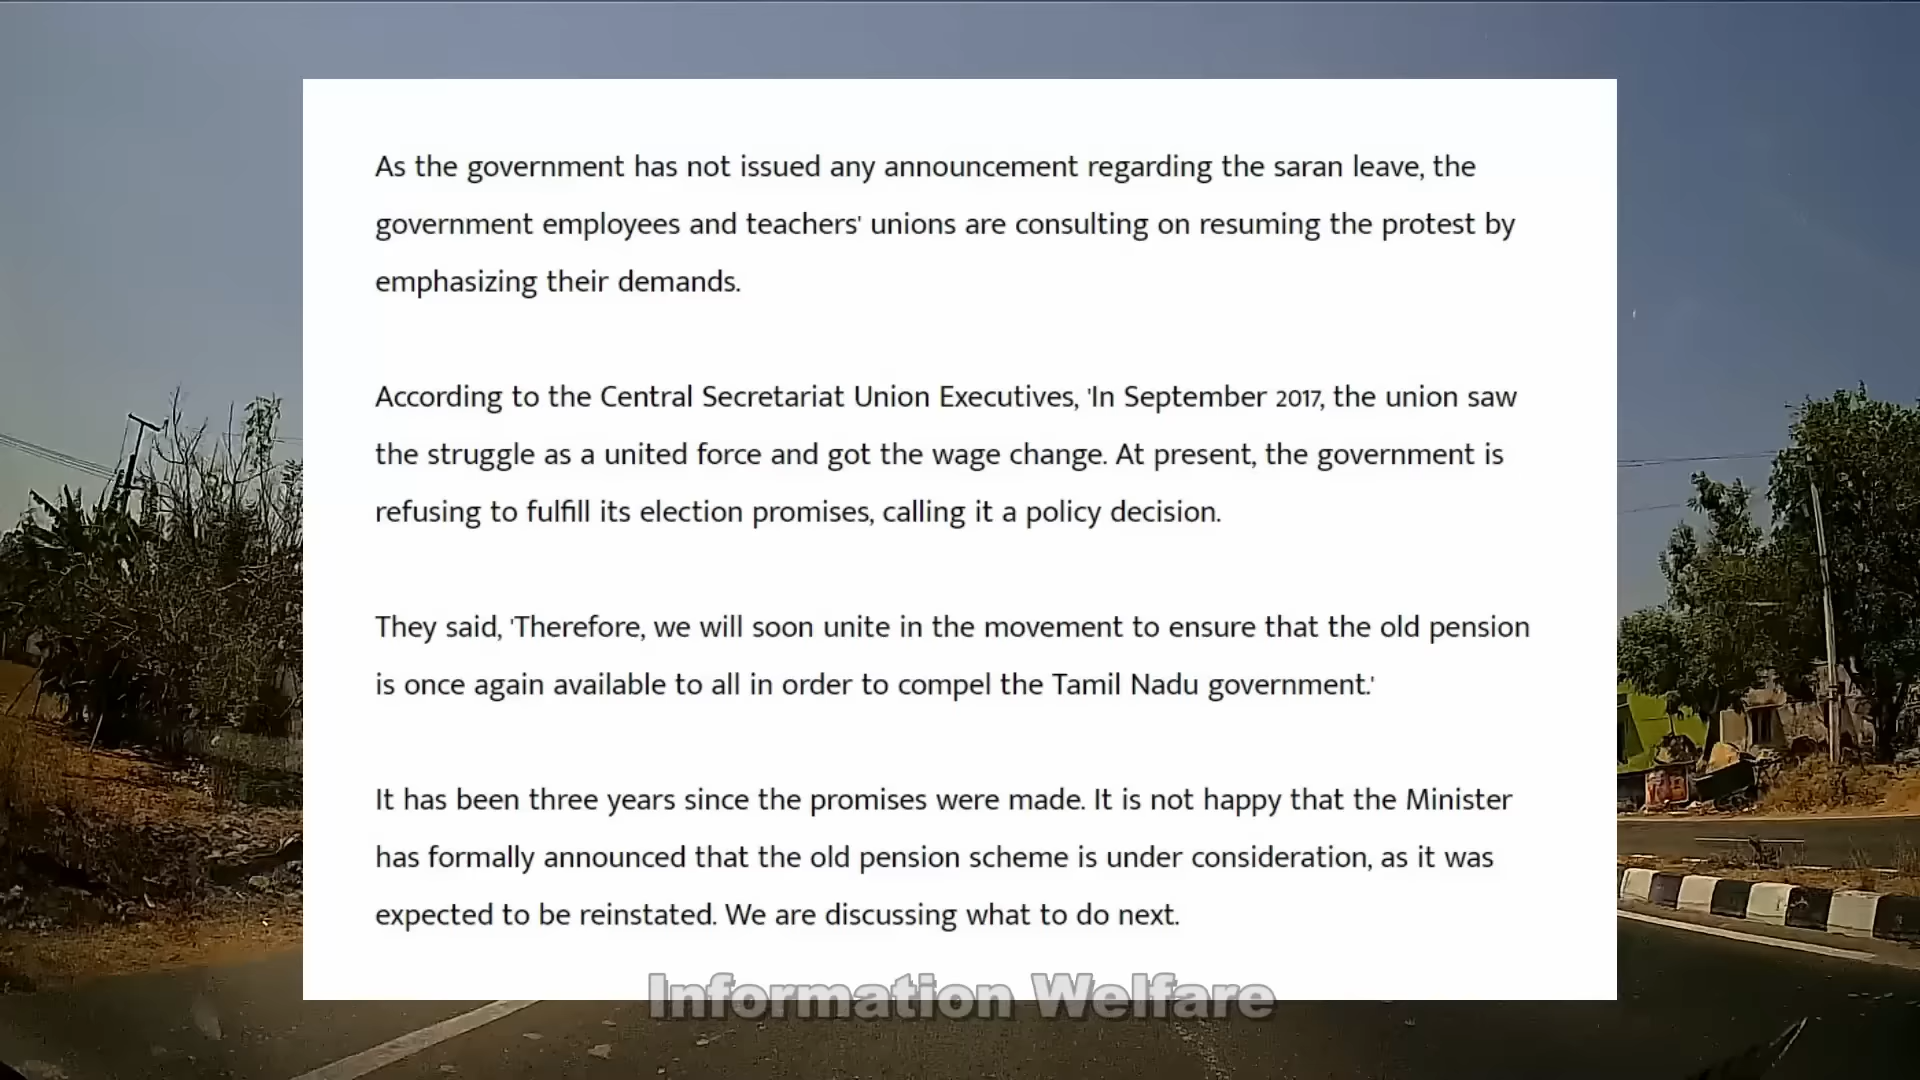 As the government has not issued any announcement regarding the saran leave, the
government employees and teachers' unions are consulting on resuming the protest by
emphasizing their demands.
According to the Central Secretariat Union Executives, 'In September 2017, the union saw
the struggle as a united force and got the wage change. At present, the government is
refusing to fulfill its election promises, calling it a policy decision.
They said, 'Therefore, we will soon unite in the movement to ensure that the old pension
is once again available to all in order to compel the Tamil Nadu government.'
It has been three years since the promises were made. It is not happy that the Minister
has formally announced that the old pension scheme is under consideration, as it was
expected to be reinstated. We are discussing what to do next.
Information Welfare